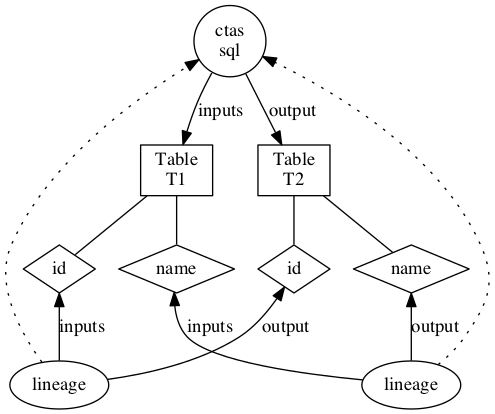 ctas
sql
inputs
output
Table
T1
Table
T2
id
name
id
name
inputs
inputs
output
output
lineage
lineage